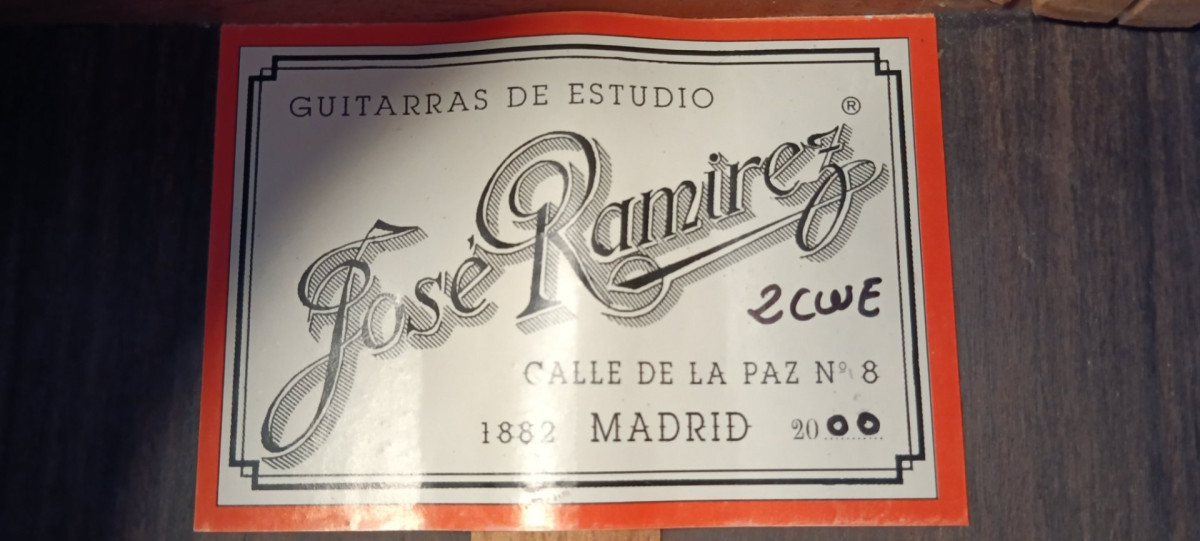 GUITARRAS DE ESTUDIO
®
José Ramirez
2CWE
CALLE DE LA PAZ Nº 8
1882 MADRID 2000